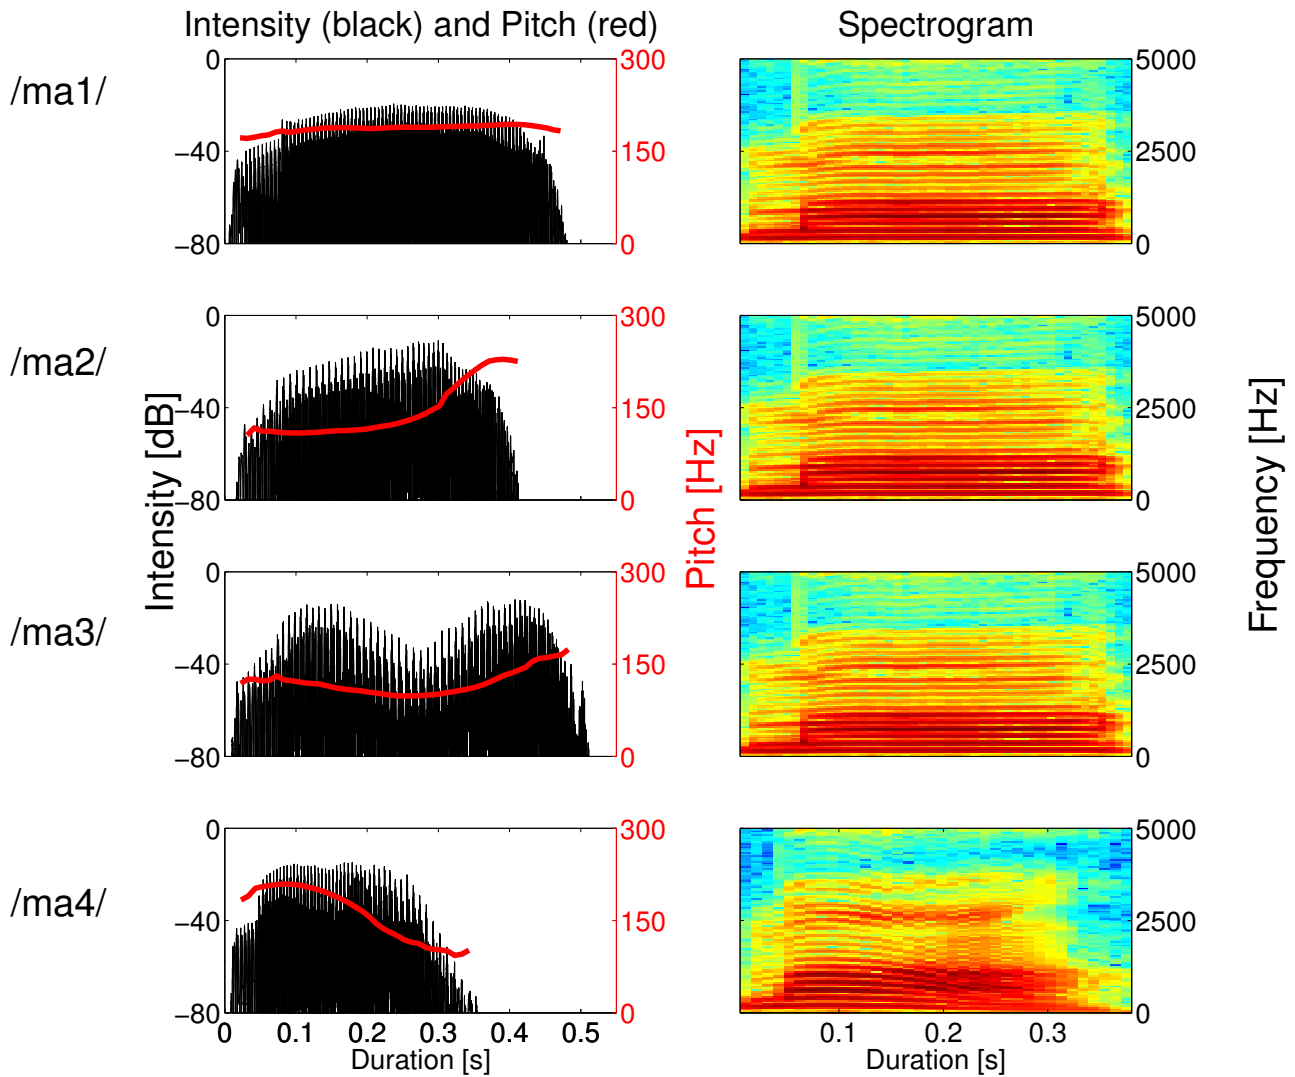 Intensity (black) and Pitch (red)
Spectrogram
/ma1/
0
−40
−80
300
150
0
5000
2500
0
/ma2/
0
−40
−80
300
150
0
5000
2500
0
/ma3/
0
−40
−80
300
150
0
5000
2500
0
/ma4/
0
−40
−80
300
150
0
5000
2500
0
Intensity [dB]
Pitch [Hz]
Frequency [Hz]
0 0.1 0.2 0.3 0.4 0.5
Duration [s]
0.1 0.2 0.3
Duration [s]